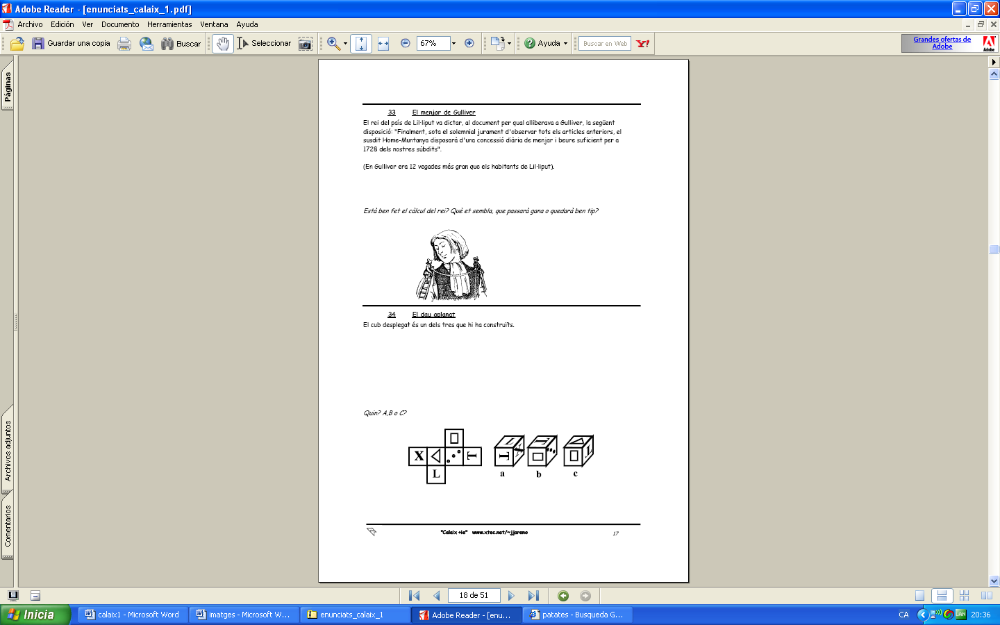 Adobe Reader - [enunciats_calaix_1.pdf]
Archivo Edición Ver Documento Herramientas Ventana Ayuda
Guardar una copia Buscar Seleccionar 67% Ayuda Buscar en Web Y! Grandes ofertas de Adobe Adobe
Páginas
Archivos adjuntos
Comentarios
33 El menjar de Gulliver
El rei del país de Lil·liput va dictar, al document per qual alliberava a Gulliver, la següent
disposició: "Finalment, sota el solemnial jurament d'observar tots els articles anteriors, el
susdit Home-Muntanya disposarà d'una concessió diària de menjar i beure suficient per a
1728 dels nostres súbdits".
(En Gulliver era 12 vegades més gran que els habitants de Lil·liput).
Està ben fet el càlcul del rei? Què et sembla, que passarà gana o quedarà ben tip?
34 El dau aplanat
El cub desplegat és un dels tres que hi ha construïts.
Quin? A,B o C?
X T
L
L T X
T
L
a b c
"Calaix +ie" www.xtec.net/~jjareno 17
18 de 51
Inicia calaix1 - Microsoft Word imatges - Microsoft W... enunciats_calaix_1 Adobe Reader - [enu... patates - Busqueda G... CA LAN 20:36